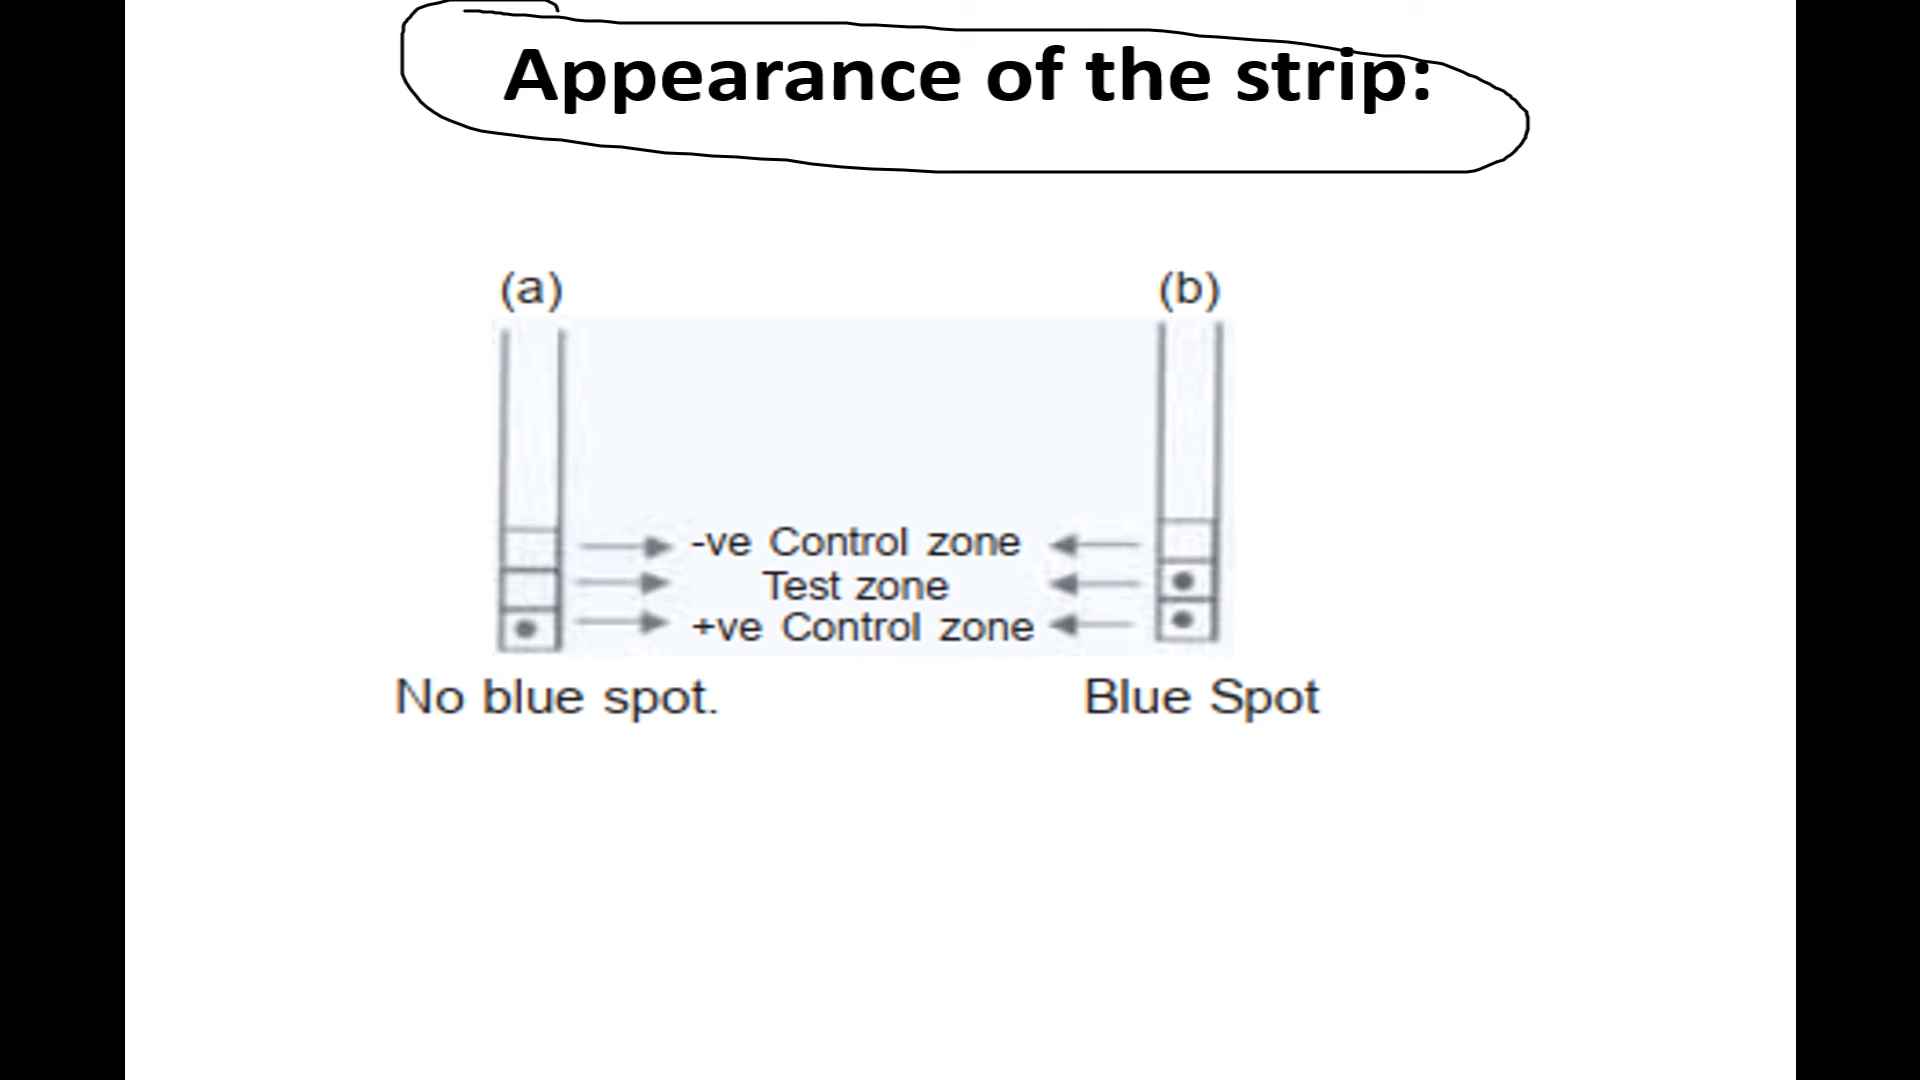 Appearance of the strip:
(a) (b)
-ve Control zone
Test zone
+ve Control zone
No blue spot. Blue Spot